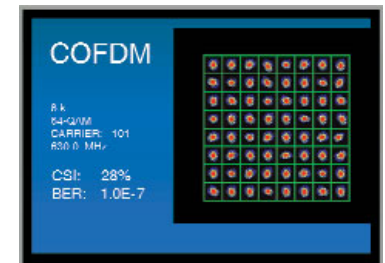 COFDM
8 k
64-QAM
CARRIER: 101
630.0 MHz
CSI: 28%
BER: 1.0E-7